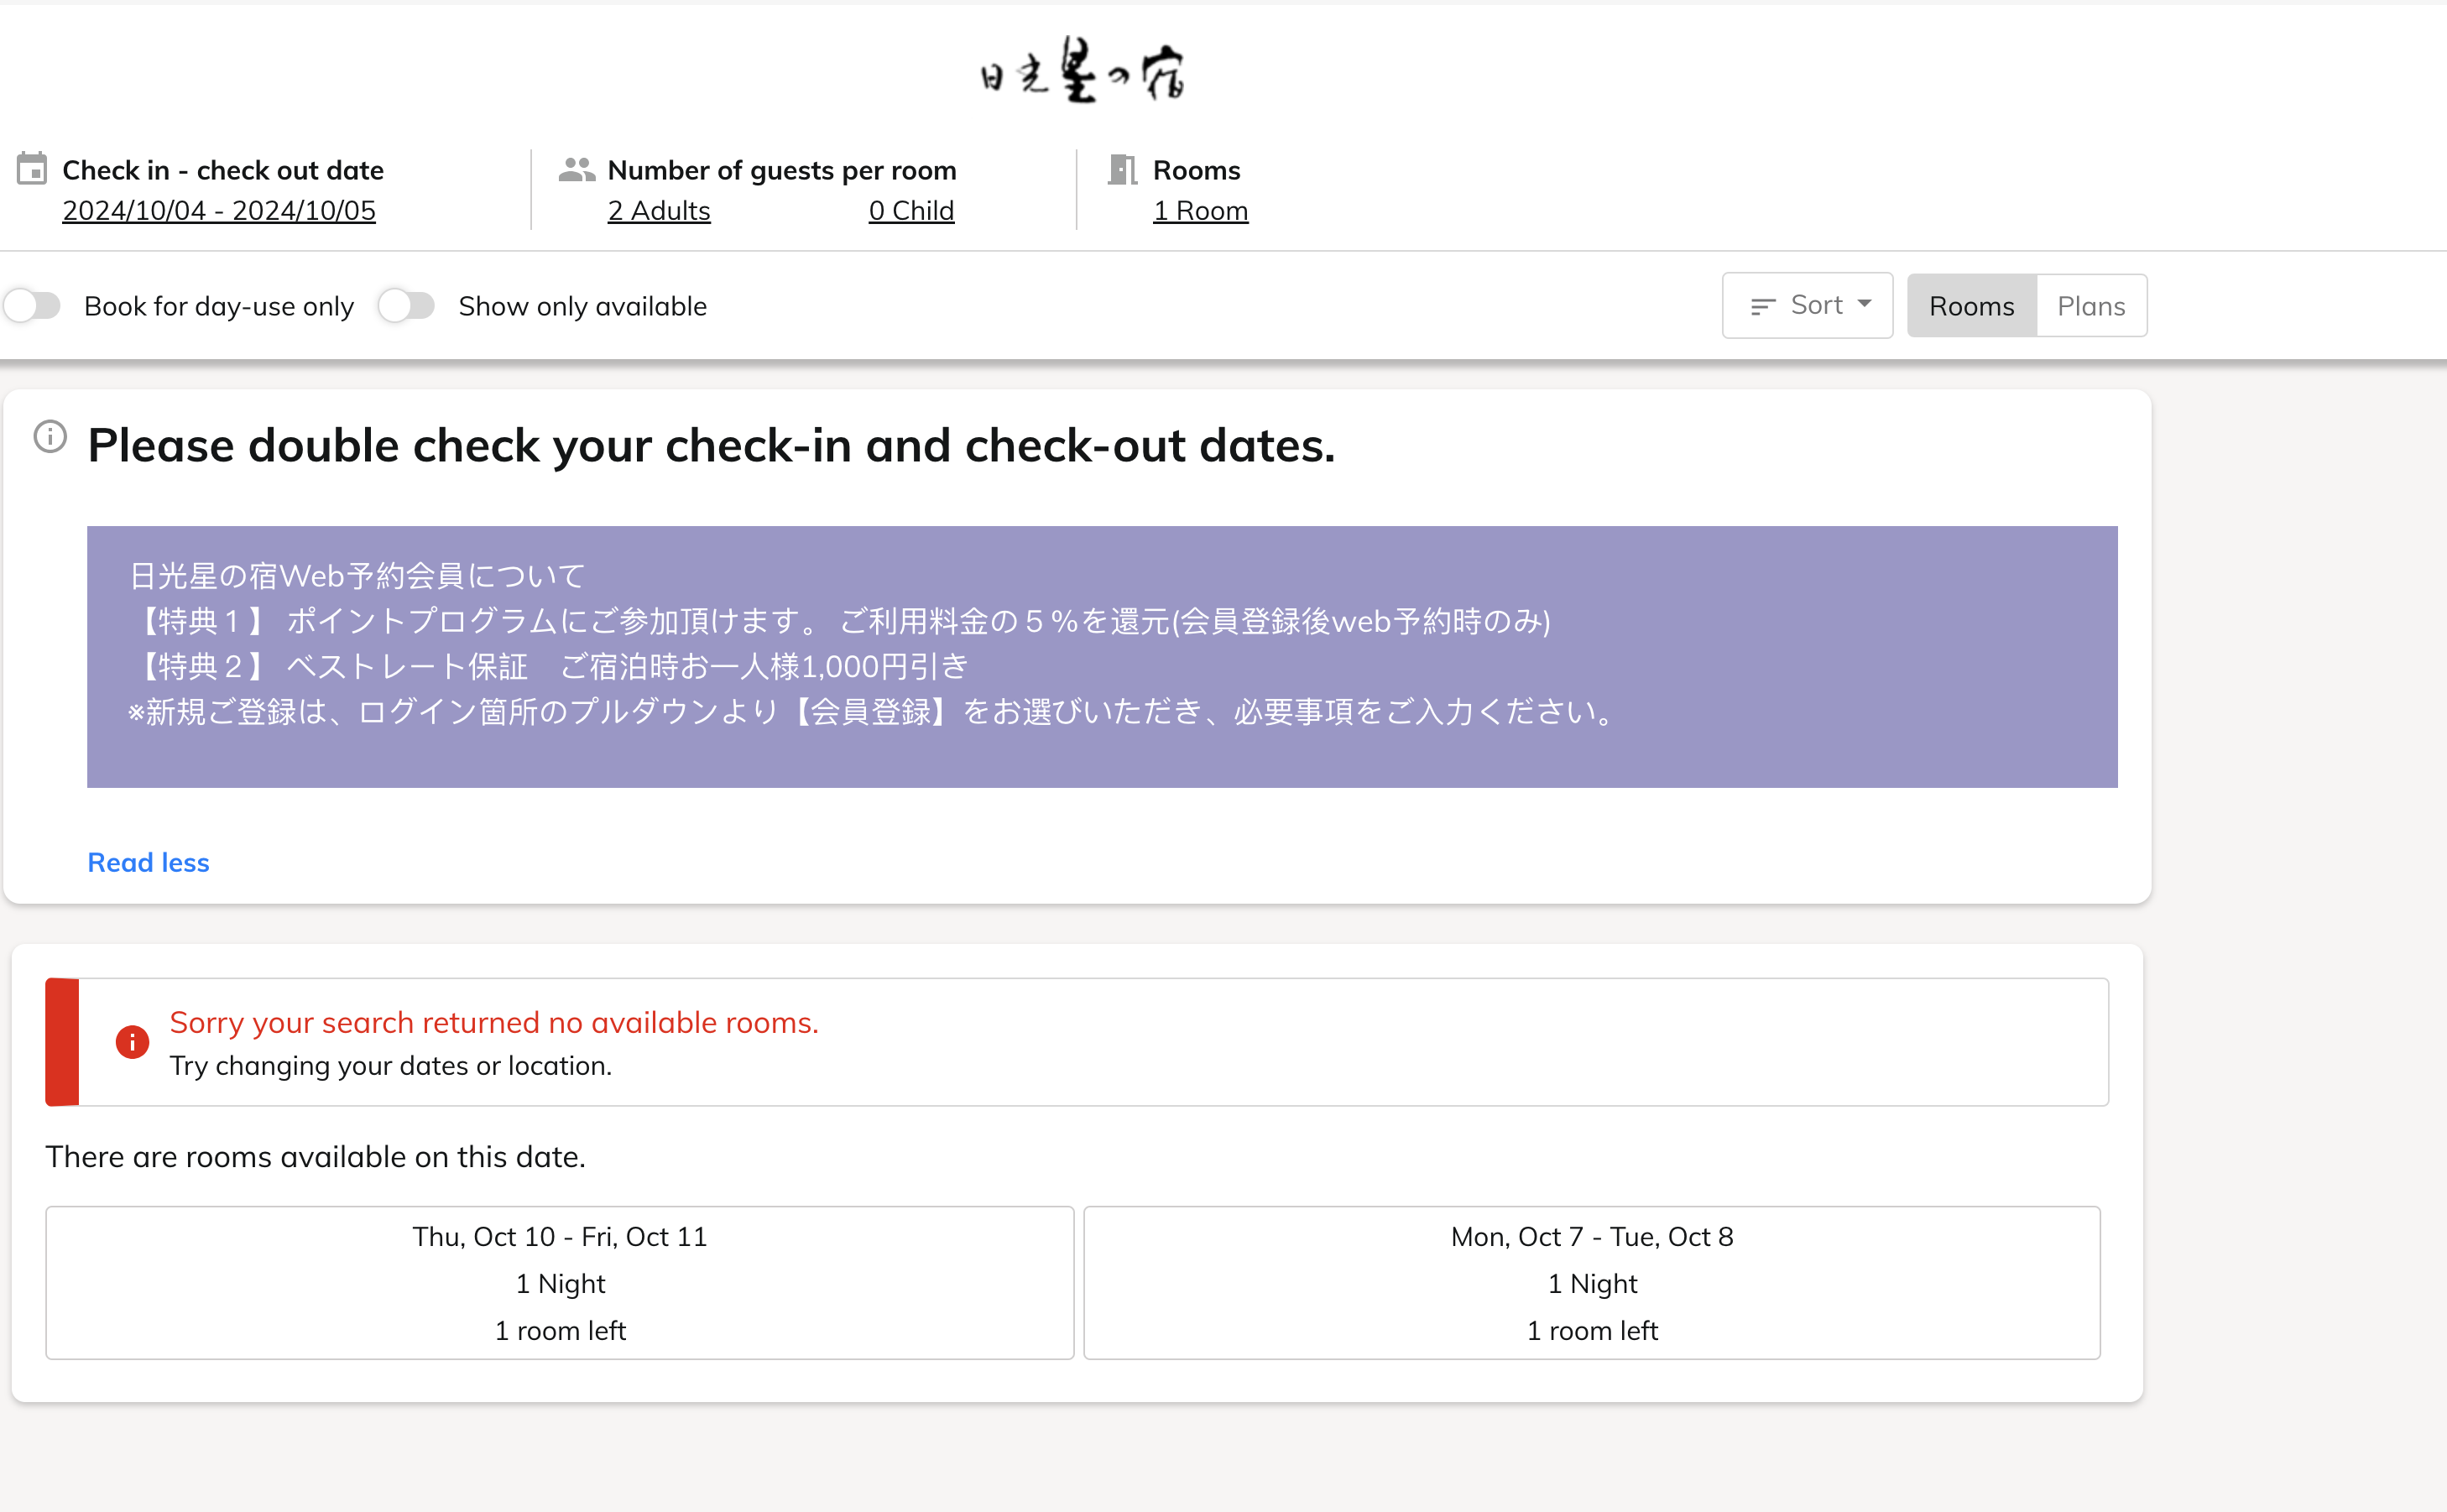 日光星の宿
Check in - check out date
2024/10/04 - 2024/10/05
Number of guests per room
2 Adults 0 Child
Rooms
1 Room
Book for day-use only
Show only available
Sort
Rooms
Plans
Please double check your check-in and check-out dates.
日光星の宿Web予約会員について
【特典１】 ポイントプログラムにご参加頂けます。 ご利用料金の５％を還元(会員登録後web予約時のみ)
【特典２】 ベストレート保証　ご宿泊時お一人様1,000円引き
※新規ご登録は、ログイン箇所のプルダウンより【会員登録】をお選びいただき、必要事項をご入力ください。
Read less
Sorry your search returned no available rooms.
Try changing your dates or location.
There are rooms available on this date.
Thu, Oct 10 - Fri, Oct 11
1 Night
1 room left
Mon, Oct 7 - Tue, Oct 8
1 Night
1 room left